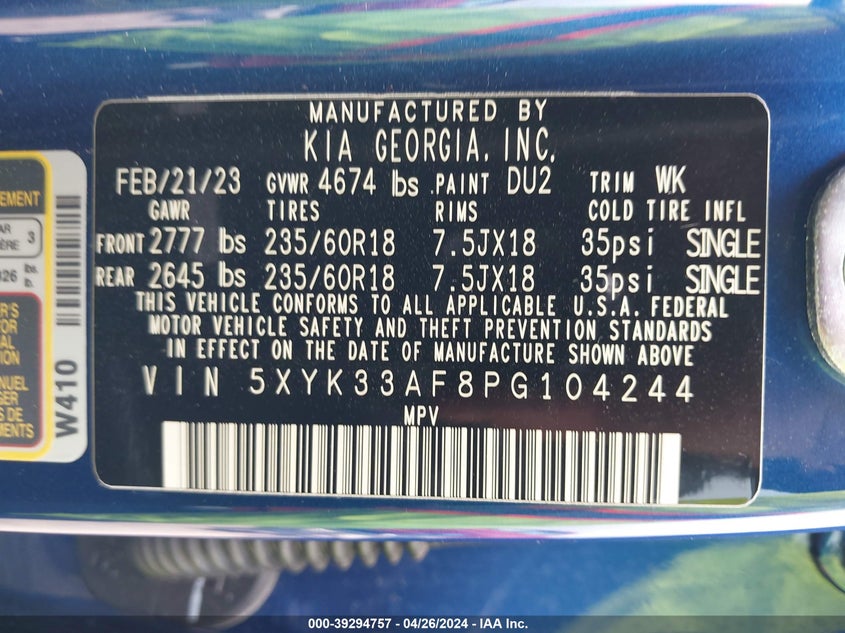 MANUFACTURED BY
KIA GEORGIA, INC.
FEB/21/23 GVWR 4674 lbs PAINT DU2 TRIM WK
GAWR TIRES RIMS COLD TIRE INFL
FRONT 2777 lbs 235/60R18 7.5JX18 35psi SINGLE
REAR 2645 lbs 235/60R18 7.5JX18 35psi SINGLE
THIS VEHICLE CONFORMS TO ALL APPLICABLE U.S.A. FEDERAL
MOTOR VEHICLE SAFETY AND THEFT PREVENTION STANDARDS
IN EFFECT ON THE DATE OF MANUFACTURE SHOWN ABOVE
VIN 5XYK33AF8PG104244
MPV
W410
3
lbs.
000-39294757 - 04/26/2024 - IAA Inc.